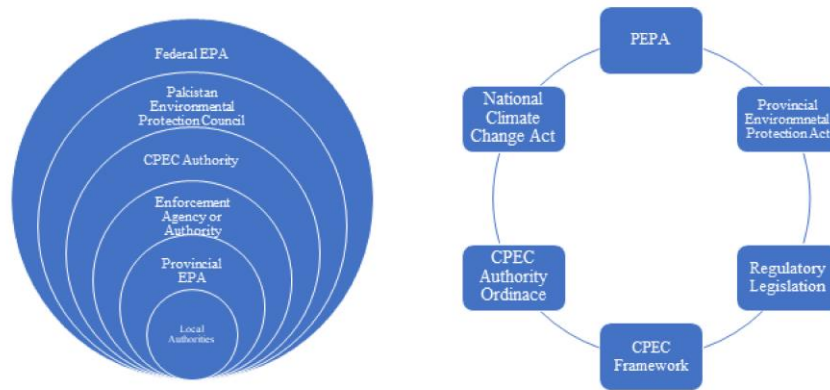 Federal EPA
Pakistan
Environmental
Protection Council
CPEC Authority
Enforcement
Agency or
Authority
Provincial
EPA
Local
Authorities
PEPA
Provincial
Environmnetal
Protection Act
Regulatory
Legislation
CPEC
Framework
CPEC
Authority
Ordinace
National
Climate
Change Act